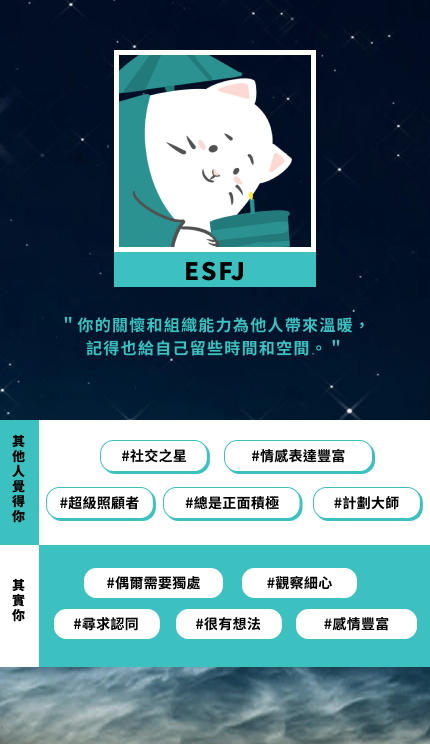 ESFJ
"你的關懷和組織能力為他人帶來溫暖，
記得也給自己留些時間和空間。"
其他人覺得你
#社交之星 #情感表達豐富
#超級照顧者 #總是正面積極 #計劃大師
其實你
#偶爾需要獨處 #觀察細心
#尋求認同 #很有想法 #感情豐富